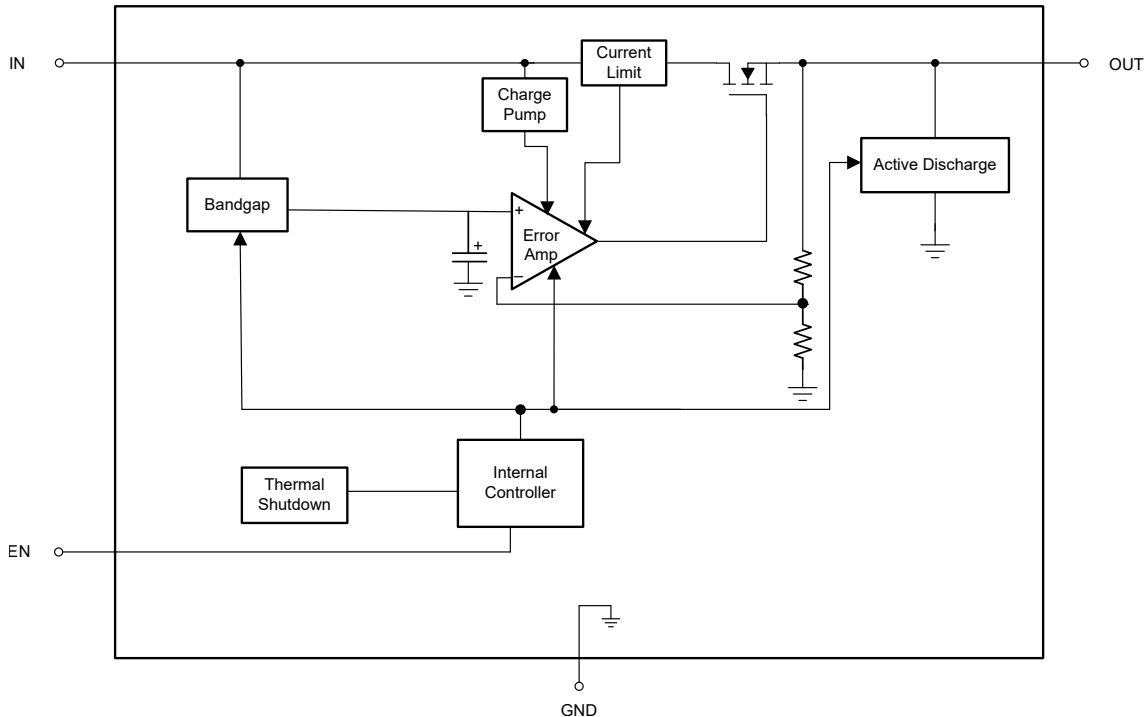 IN
Current
Limit
OUT
Charge
Pump
Active Discharge
Bandgap
+
Error
Amp
+
−
Internal
Controller
Thermal
Shutdown
EN
GND